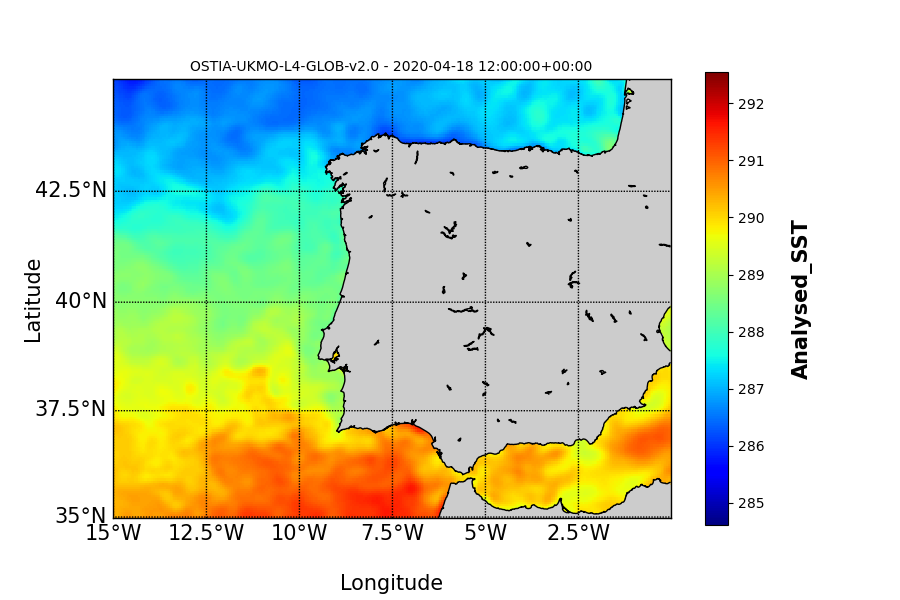 OSTIA-UKMO-L4-GLOB-v2.0 - 2020-04-18 12:00:00+00:00
42.5°N
40°N
37.5°N
35°N
15°W 12.5°W 10°W 7.5°W 5°W 2.5°W
Latitude
Longitude
292
291
290
289
288
287
286
285
Analysed_SST